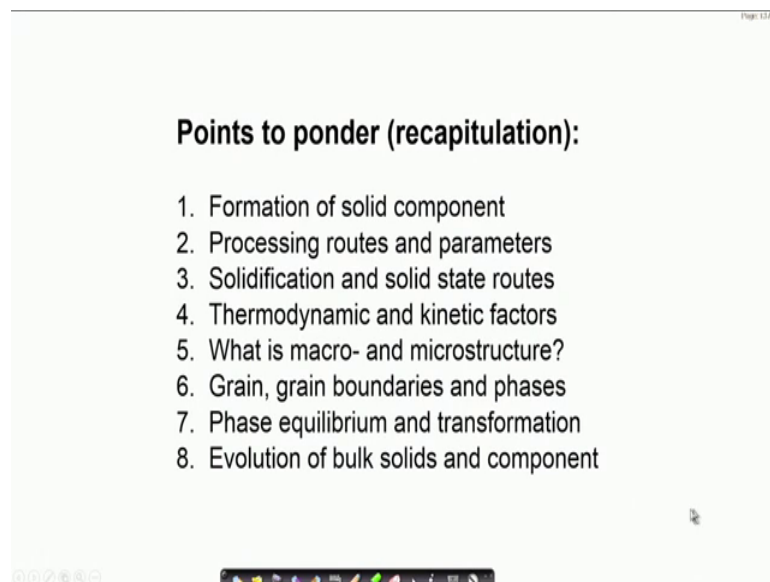 Points to ponder (recapitulation):
1. Formation of solid component
2. Processing routes and parameters
3. Solidification and solid state routes
4. Thermodynamic and kinetic factors
5. What is macro- and microstructure?
6. Grain, grain boundaries and phases
7. Phase equilibrium and transformation
8. Evolution of bulk solids and component